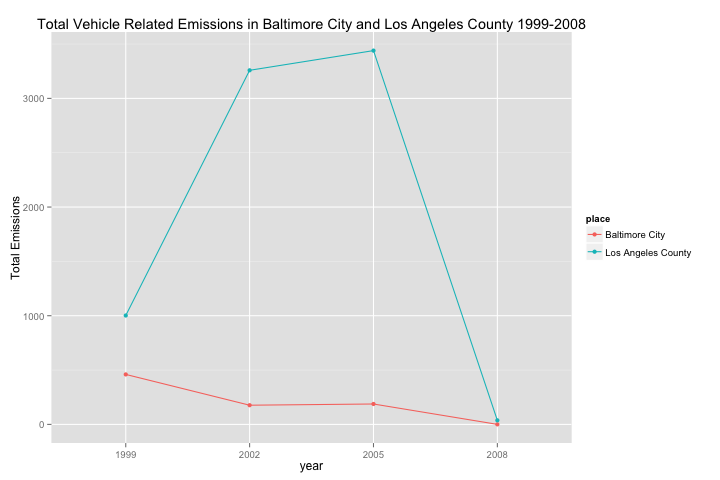 Total Vehicle Related Emissions in Baltimore City and Los Angeles County 1999-2008
3000
2000
1000
0
Total Emissions
1999 2002 2005 2008
year
place
Baltimore City
Los Angeles County